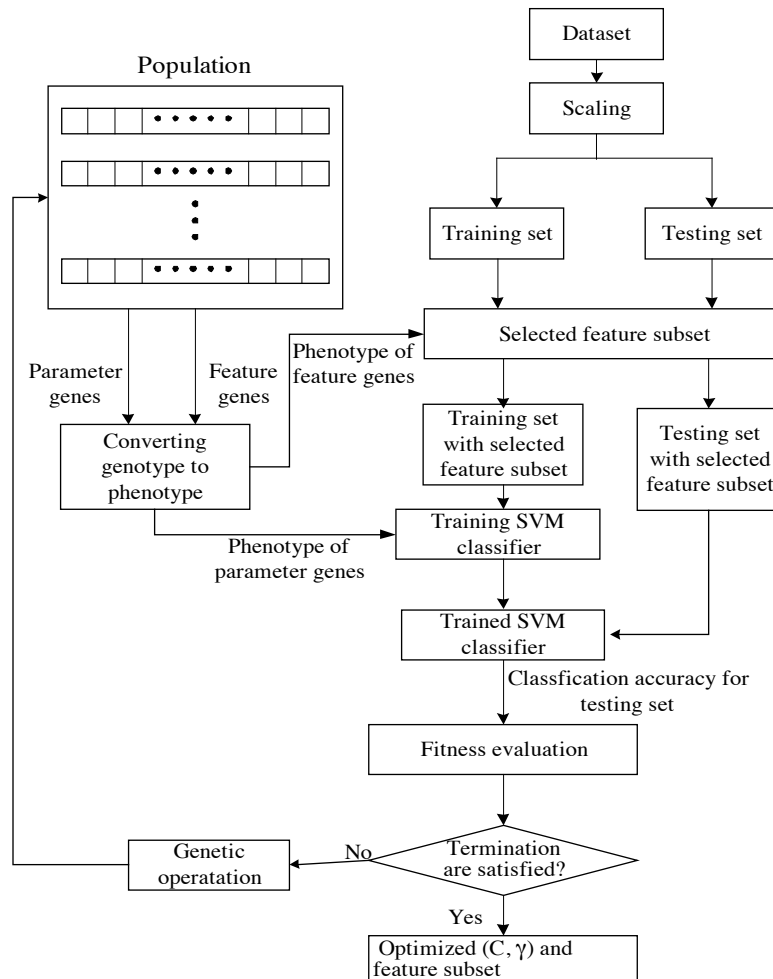 Dataset
Population
Scaling
Training set
Testing set
Selected feature subset
Parameter
genes
Feature
genes
Phenotype of
feature genes
Converting
genotype to
phenotype
Training set
with selected
feature subset
Testing set
with selected
feature subset
Training SVM
classifier
Phenotype of
parameter genes
Trained SVM
classifier
Classfication accuracy for
testing set
Fitness evaluation
Termination
are satisfied?
No
Genetic
operatation
Yes
Optimized (C, γ) and
feature subset